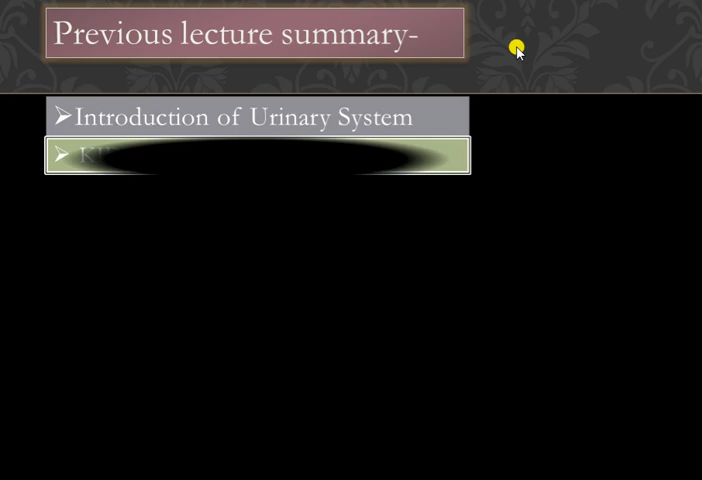 Previous lecture summary-
➢Introduction of Urinary System
➢